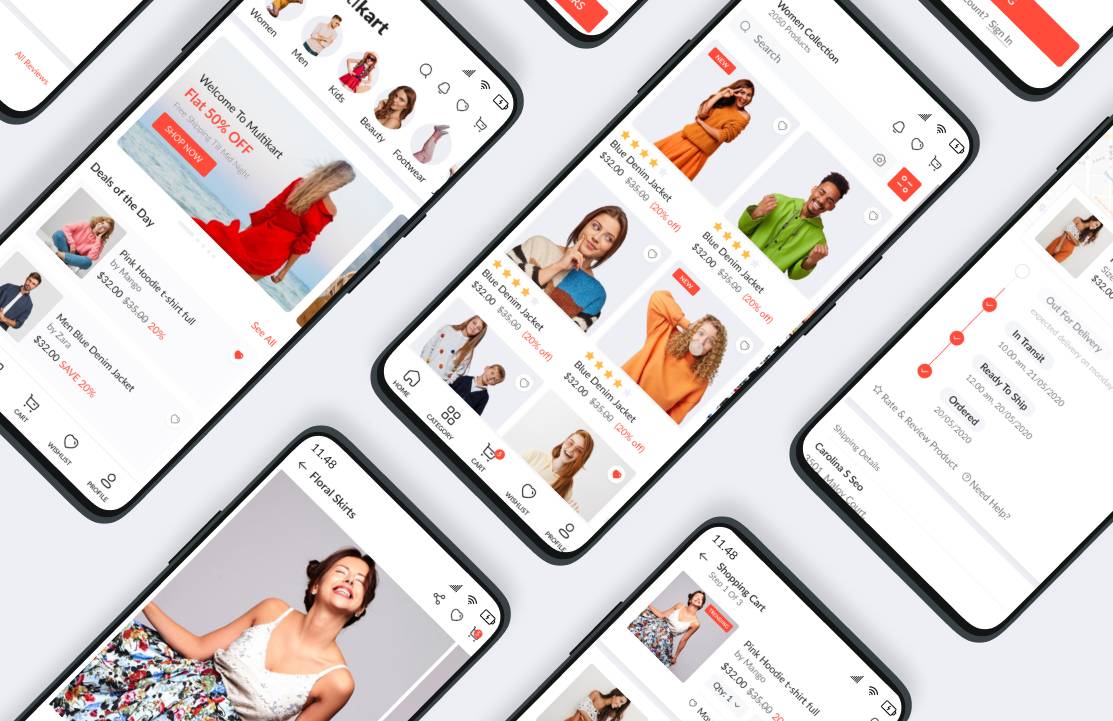 All Reviews
Women
Men
Kids
Beauty
Footwear
Welcome To Multikart
Flat 50% OFF
Free Shipping Till Mid Night
SHOP NOW
Deals of the Day
See All
Pink Hoodie t-shirt full
by Mango
$32.00 $35.00 20%
Men Blue Denim Jacket
by Zara
$32.00 SAVE 20%
CART
WISHLIST
PROFILE
Women Collection
2050 Products
Search
NEW
Blue Denim Jacket
$32.00 $35.00 (20% off)
Blue Denim Jacket
$32.00 $35.00 (20% off)
Blue Denim Jacket
$32.00 $35.00 (20% off)
NEW
Blue Denim Jacket
$32.00 $35.00 (20% off)
HOME
CATEGORY
CART
WISHLIST
PROFILE
Sign In
Out For Delivery
expected delivery on
In Transit
10.00 am, 21/05/2020
Ready To Ship
12.00 am, 20/05/2020
Ordered
20/05/2020
Rate & Review Product
Need Help?
Shipping Details
Carolina S Seo
3501, Maloy Court
11.48
Floral Skirts
11.48
Shopping Cart
Step 1 Of 3
TRENDING
Pink Hoodie t-shirt full
by Mango
$32.00 $35.00
Qty: 1